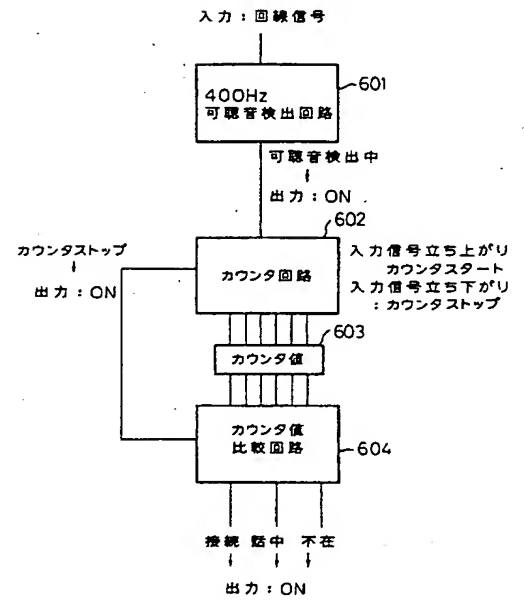 入力：回線信号
601
400Hz
可聴音検出回路
可聴音検出中
↓
出力：ON
602
カウンタストップ
↓
出力：ON
カウンタ回路
入力信号立ち上がり
カウンタスタート
入力信号立ち下がり
：カウンタストップ
603
カウンタ値
カウンタ値
比較回路
604
接続 話中 不在
↓ ↓ ↓
出力：ON